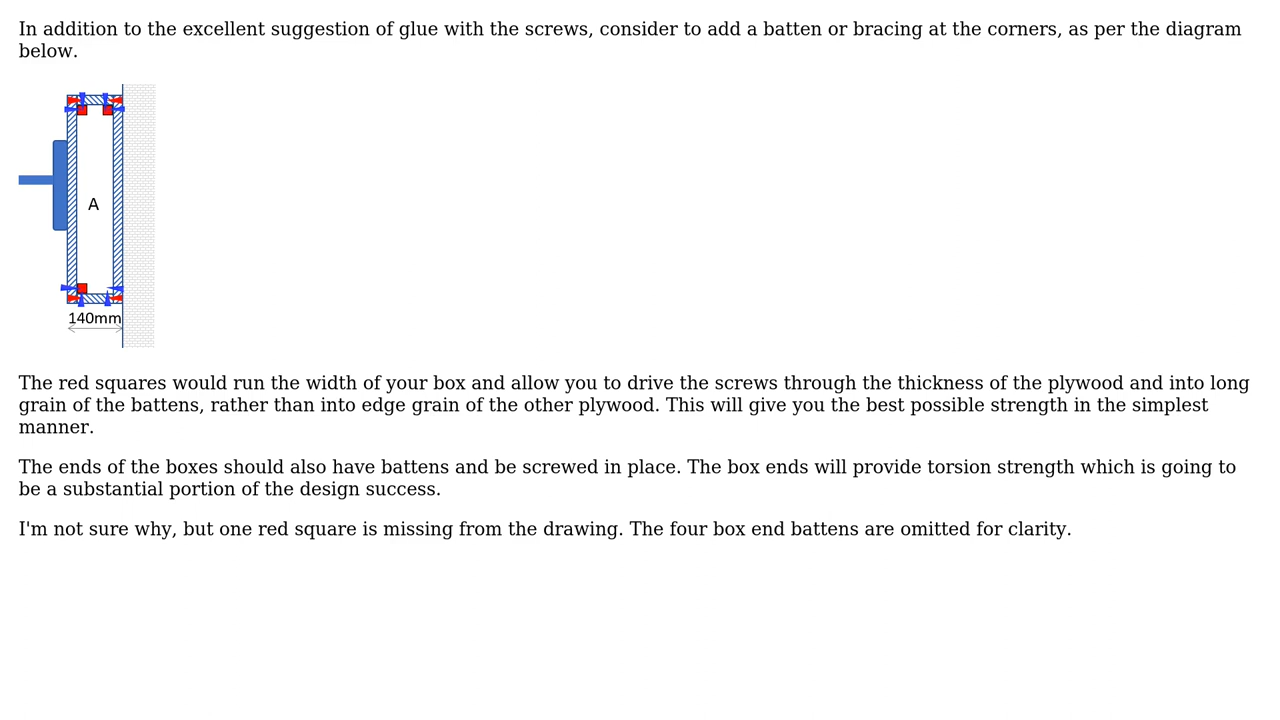 In addition to the excellent suggestion of glue with the screws, consider to add a batten or bracing at the corners, as per the diagram
below.
A
140mm
The red squares would run the width of your box and allow you to drive the screws through the thickness of the plywood and into long
grain of the battens, rather than into edge grain of the other plywood. This will give you the best possible strength in the simplest
manner.
The ends of the boxes should also have battens and be screwed in place. The box ends will provide torsion strength which is going to
be a substantial portion of the design success.
I'm not sure why, but one red square is missing from the drawing. The four box end battens are omitted for clarity.